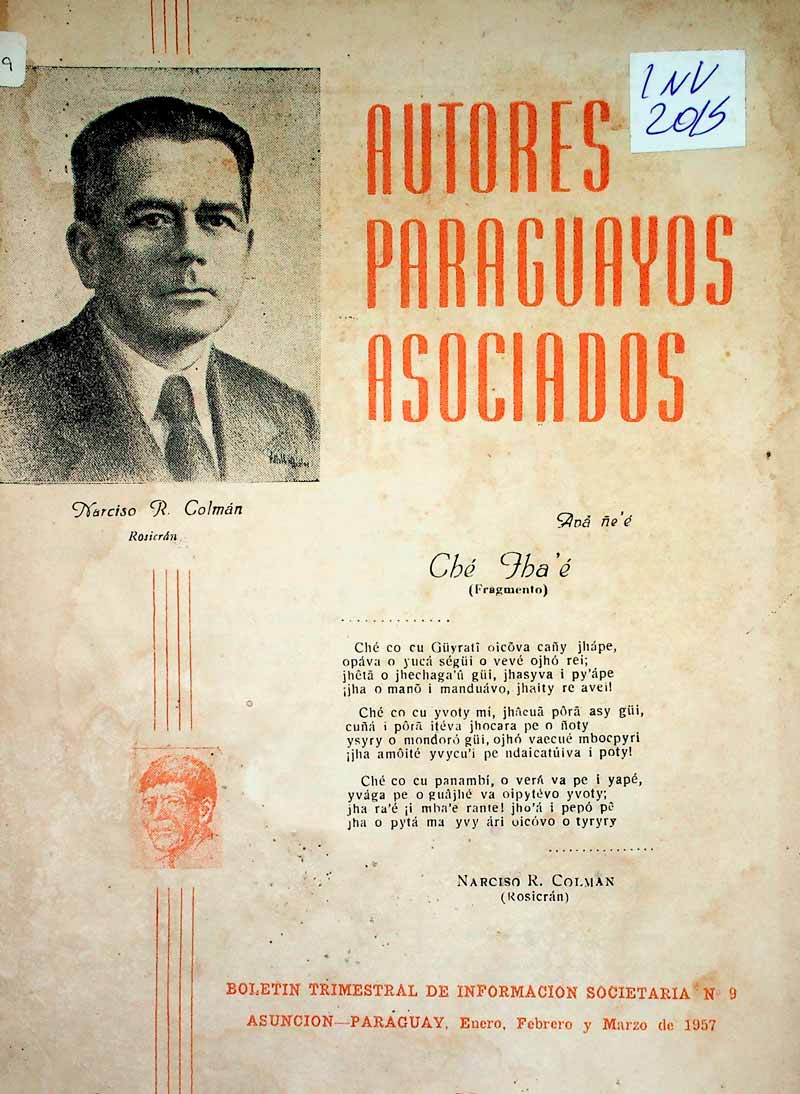 9
INV
2015
AUTORES
PARAGUAYOS
ASOCIADOS
Narciso R. Colmán
Rosicrán
Avá ñe'é
Ché Jha'é
(Fragmento)
Ché co cu Güyratî oicõva cañy jhápe,
opáva o yucá ségüi o vevé ojhó rei;
jhêtã o jhechaga'ú güi, jhasyva i py'ápe
¡jha o manõ i manduávo, jhaity re aveí!
Ché co cu yvoty mi, jhâcuã põrã asy güi,
cuñá i põrã itéva jhocara pe o ñoty
ysyry o mondoró güi, ojhó vaecué mbocpyri
¡jha amôité yvycu'i pe ndaicatúiva i poty!
Ché co cu panambí, o verá va pe i yapé,
yvága pe o guâjhé va oipytévo yvoty;
jha ra'é ¡i mba'e rante! jho'á i pepó pê
jha o pytá ma yvy ári oicóvo o tyryry
NARCISO R. COLMAN
(Rosicrán)
BOLETIN TRIMESTRAL DE INFORMACION SOCIETARIA Nº 9
ASUNCION—PARAGUAY, Enero, Febrero y Marzo de 1957